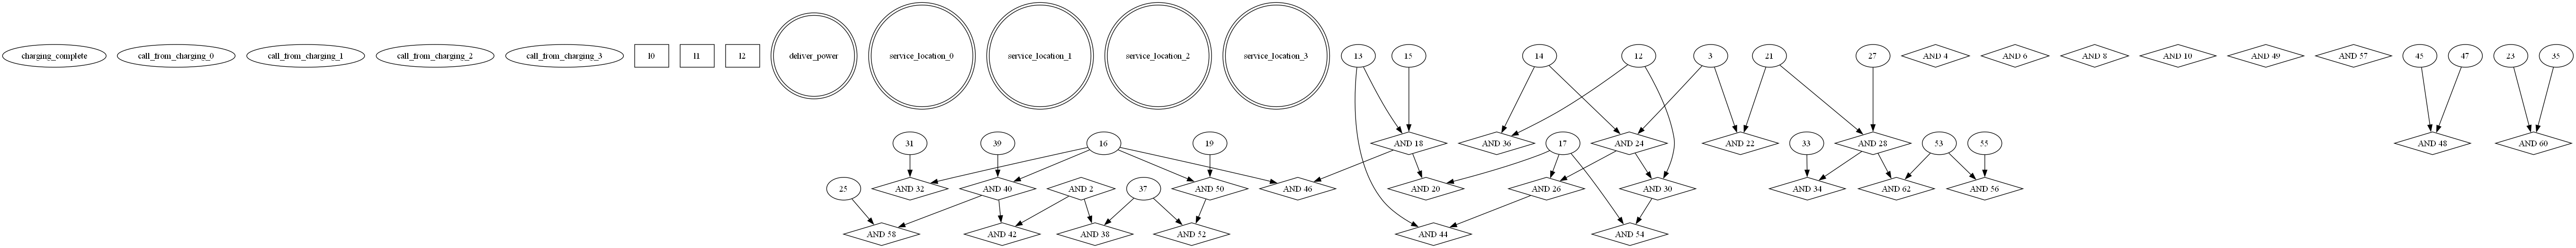 charging_complete
call_from_charging_0
call_from_charging_1
call_from_charging_2
call_from_charging_3
I0
I1
I2
deliver_power
service_location_0
service_location_1
service_location_2
service_location_3
13
15
14
12
3
21
27
AND 4
AND 6
AND 8
AND 10
AND 49
AND 57
45
47
23
35
31
39
16
19
AND 18
AND 36
17
AND 24
AND 22
33
AND 28
53
55
AND 48
AND 60
25
AND 32
AND 40
AND 2
37
AND 50
AND 46
AND 20
AND 26
AND 30
AND 34
AND 62
AND 56
AND 58
AND 42
AND 38
AND 52
AND 44
AND 54